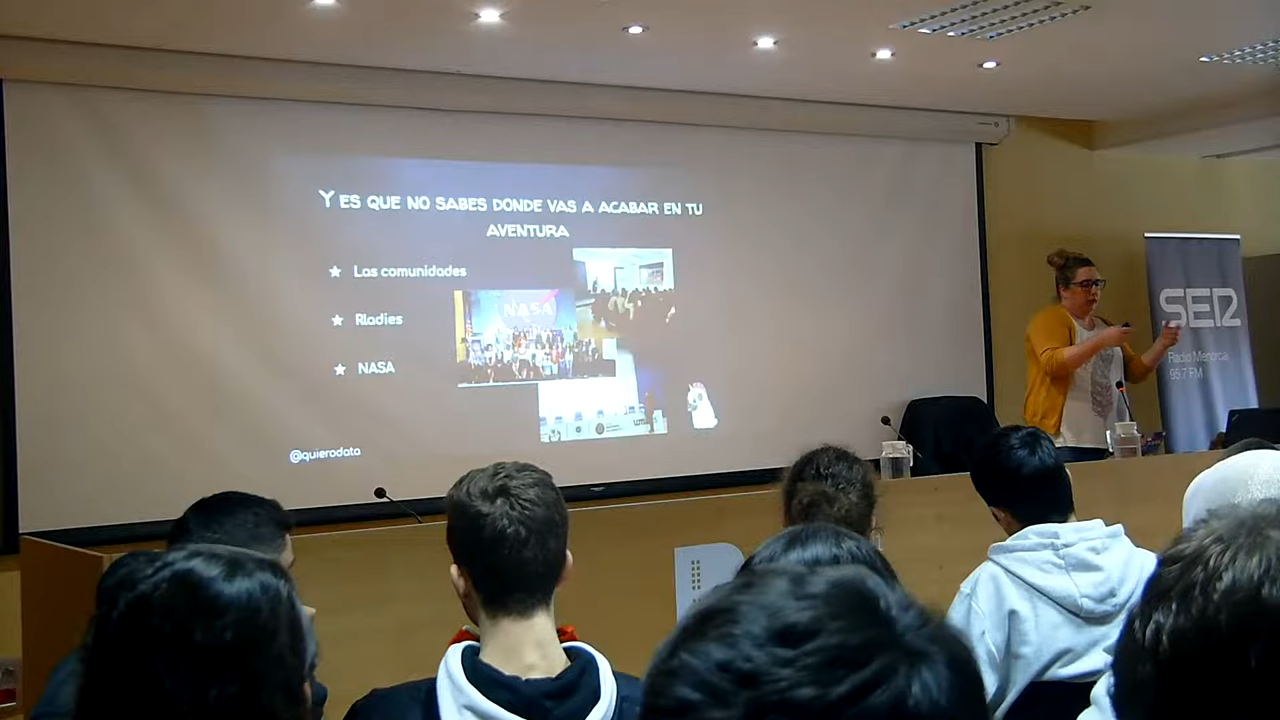 Y ES QUE NO SABES DONDE VAS A ACABAR EN TU
AVENTURA
★ Las comunidades
★ Rladies
★ NASA
NASA
@quierodata
SER
Radio Menorca
95.7 FM